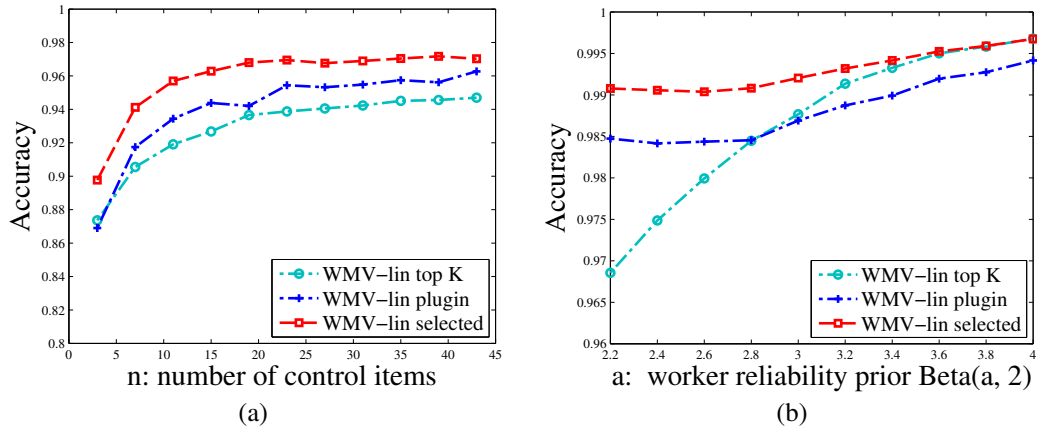 1
0.98
0.96
0.94
0.92
0.9
0.88
0.86
0.84
0.82
0.8
Accuracy
WMV−lin top K
WMV−lin plugin
WMV−lin selected
0 5 10 15 20 25 30 35 40 45
n: number of control items
(a)
1
0.995
0.99
0.985
0.98
0.975
0.97
0.965
0.96
Accuracy
WMV−lin top K
WMV−lin plugin
WMV−lin selected
2.2 2.4 2.6 2.8 3 3.2 3.4 3.6 3.8 4
a: worker reliability prior Beta(a, 2)
(b)